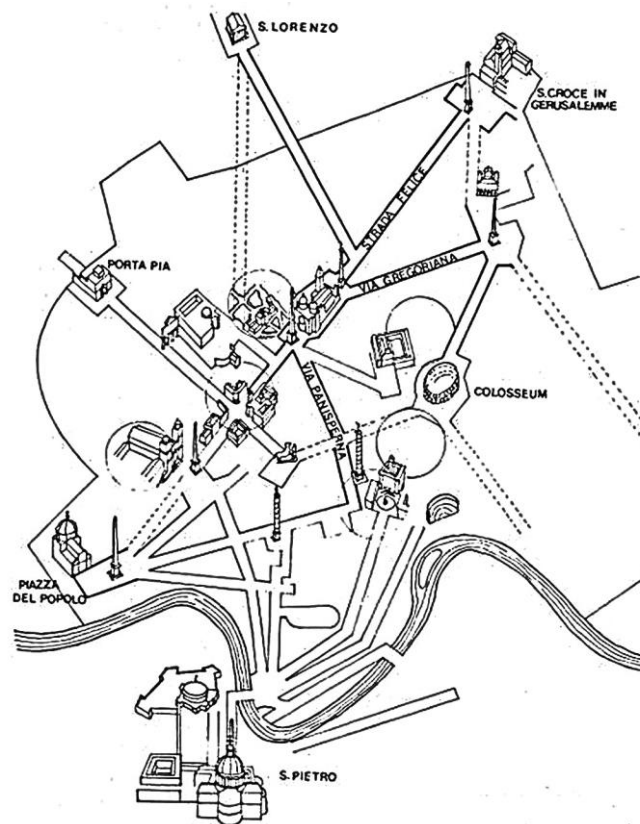 S. LORENZO
S. CROCE IN
GERUSALEMME
STRADA FELICE
PORTA PIA
VIA GREGORIANA
VIA PANISPERNA
COLOSSEUM
PIAZZA
DEL POPOLO
S. PIETRO